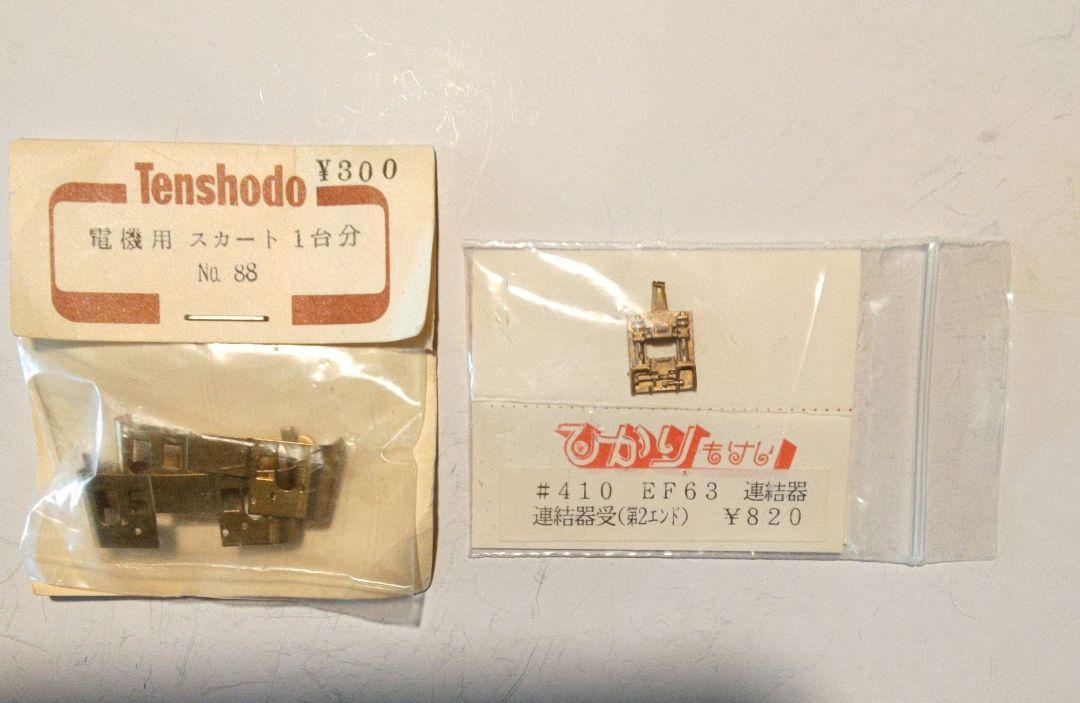 Tenshodo ¥300
電機用 スカート 1台分
No. 88
ひかりもけい
#410 EF63 連結器
連結器受(第2エンド) ¥820